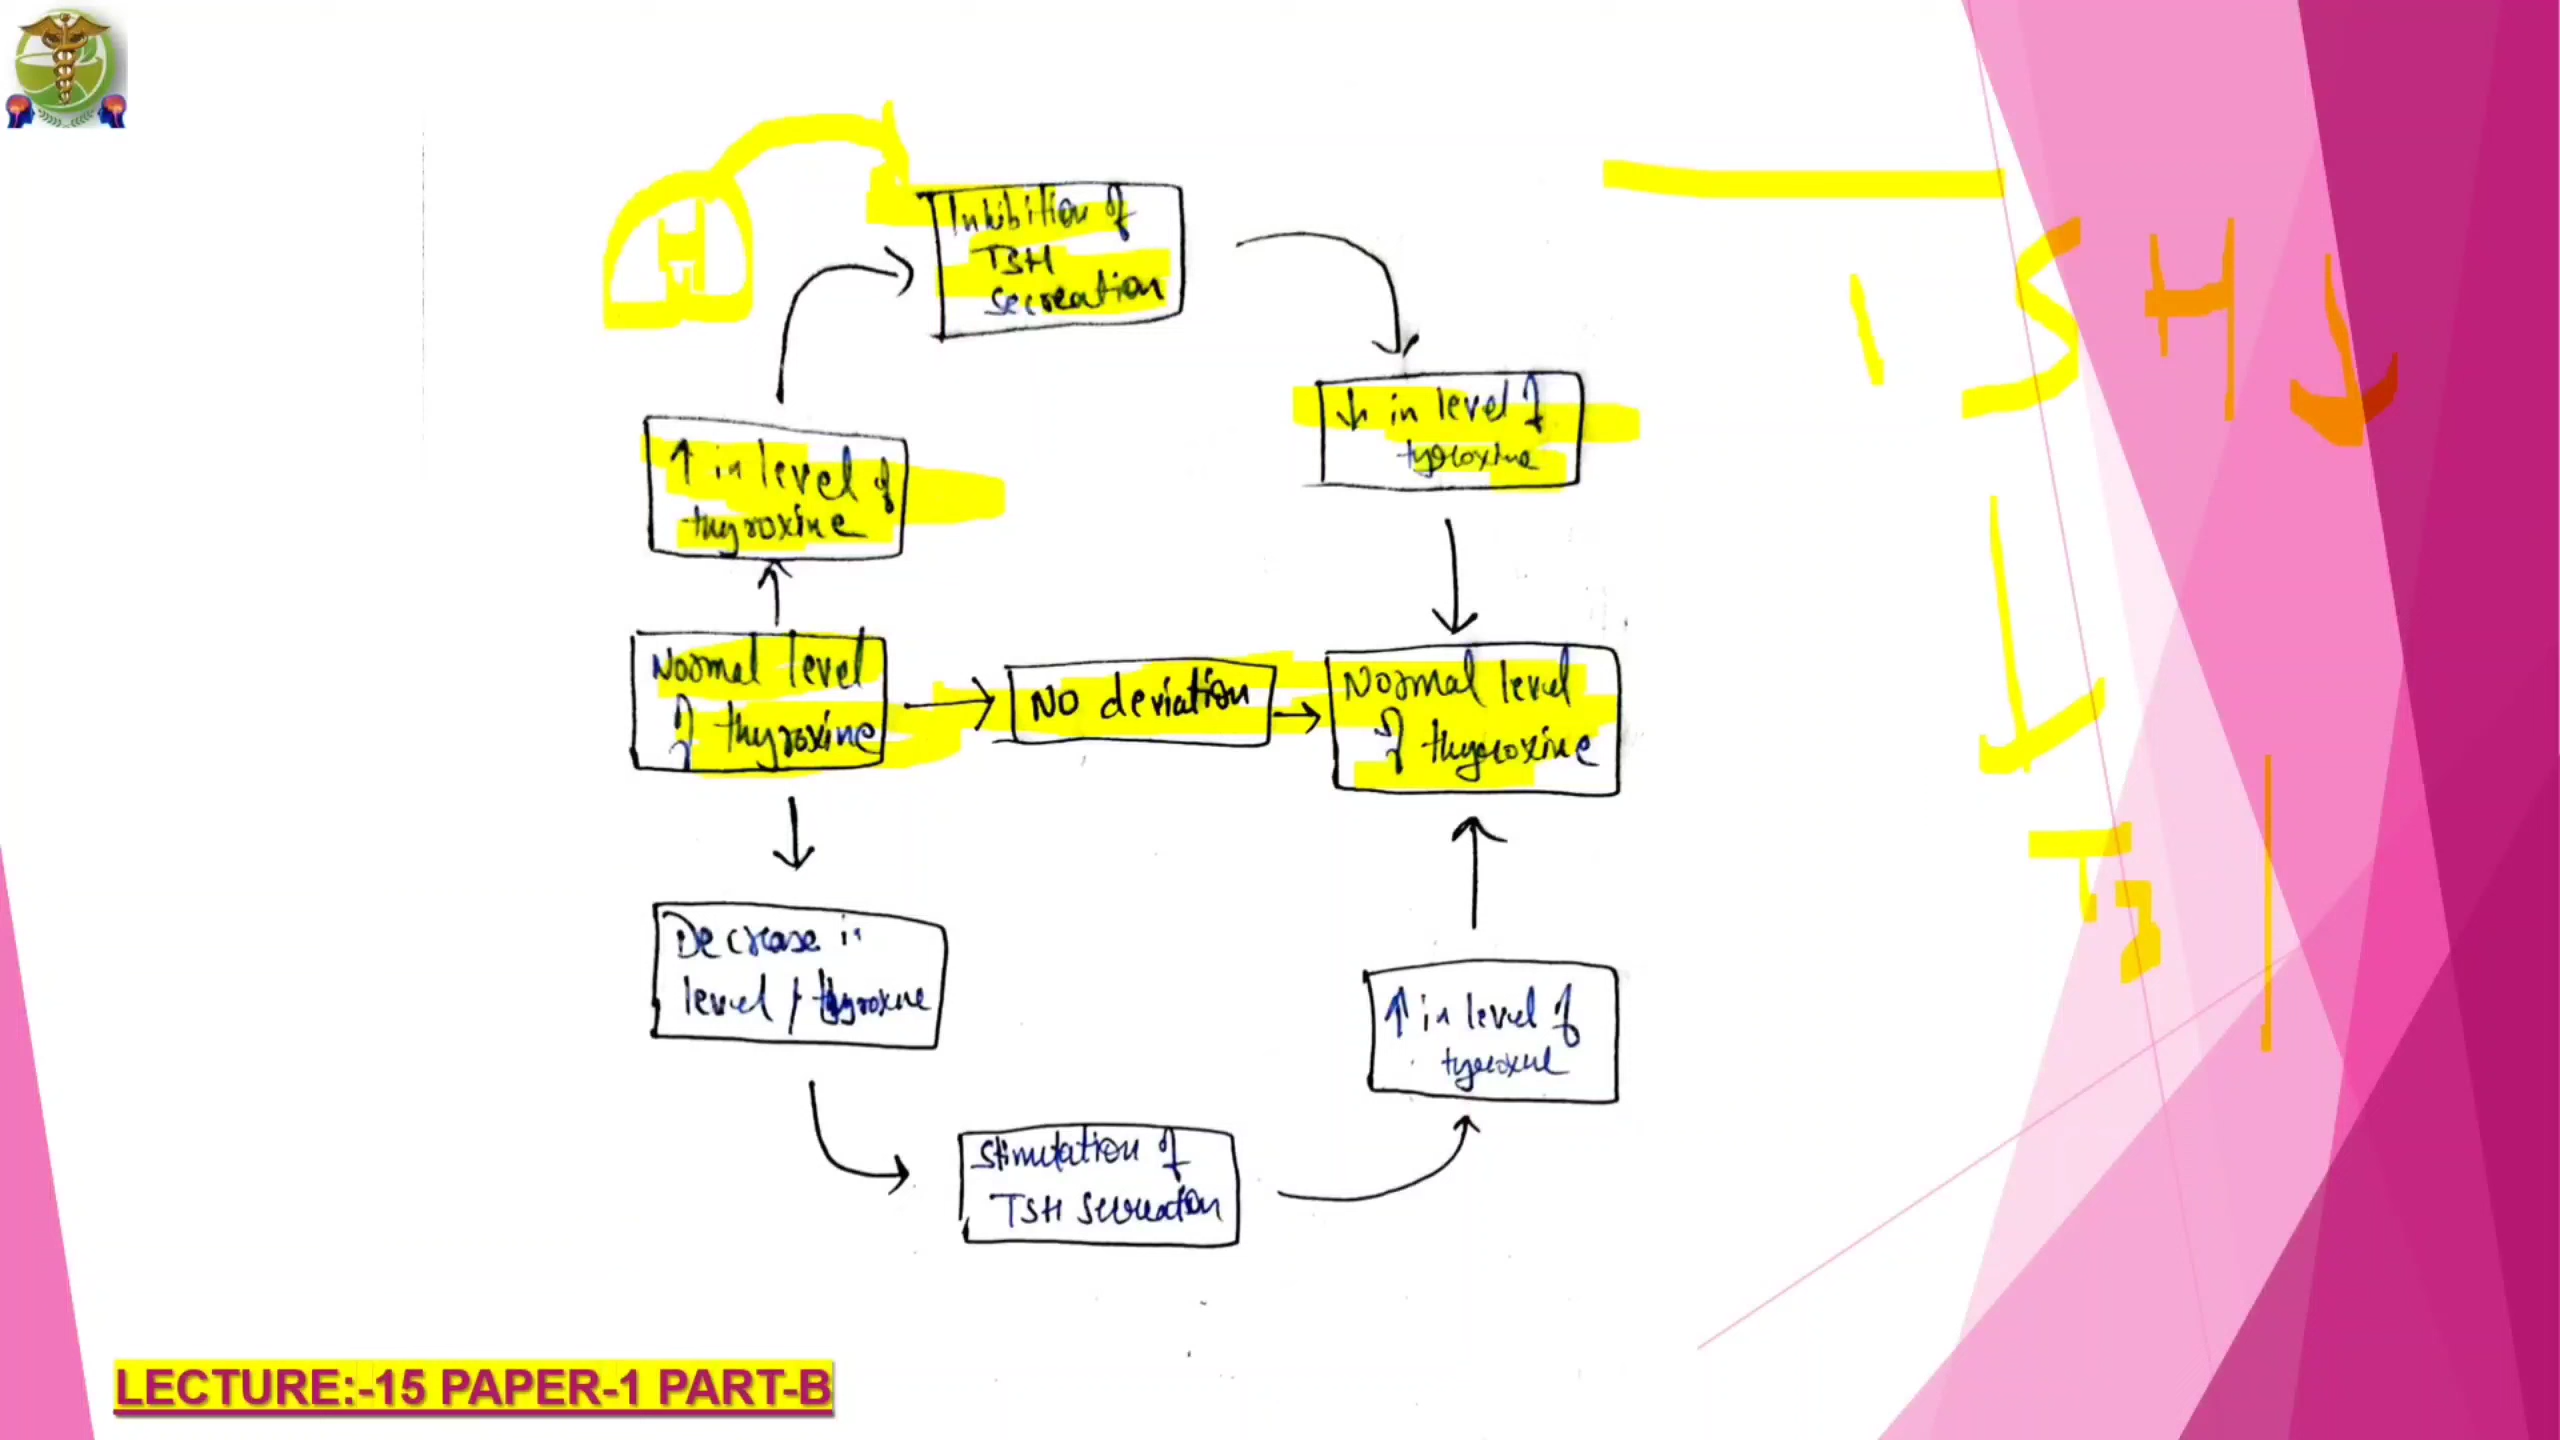 Inhibition of
TSH
secreation
↓ in level of
tyroxine
↑ in level of
thyroxine
Normal level
of thyroxine
NO deviation
Normal level
of thyroxine
Decrease in
level of thyroxine
↑ in level of
tyroxine
Stimulation of
TSH secreation
TSH ↓
LECTURE:-15 PAPER-1 PART-B